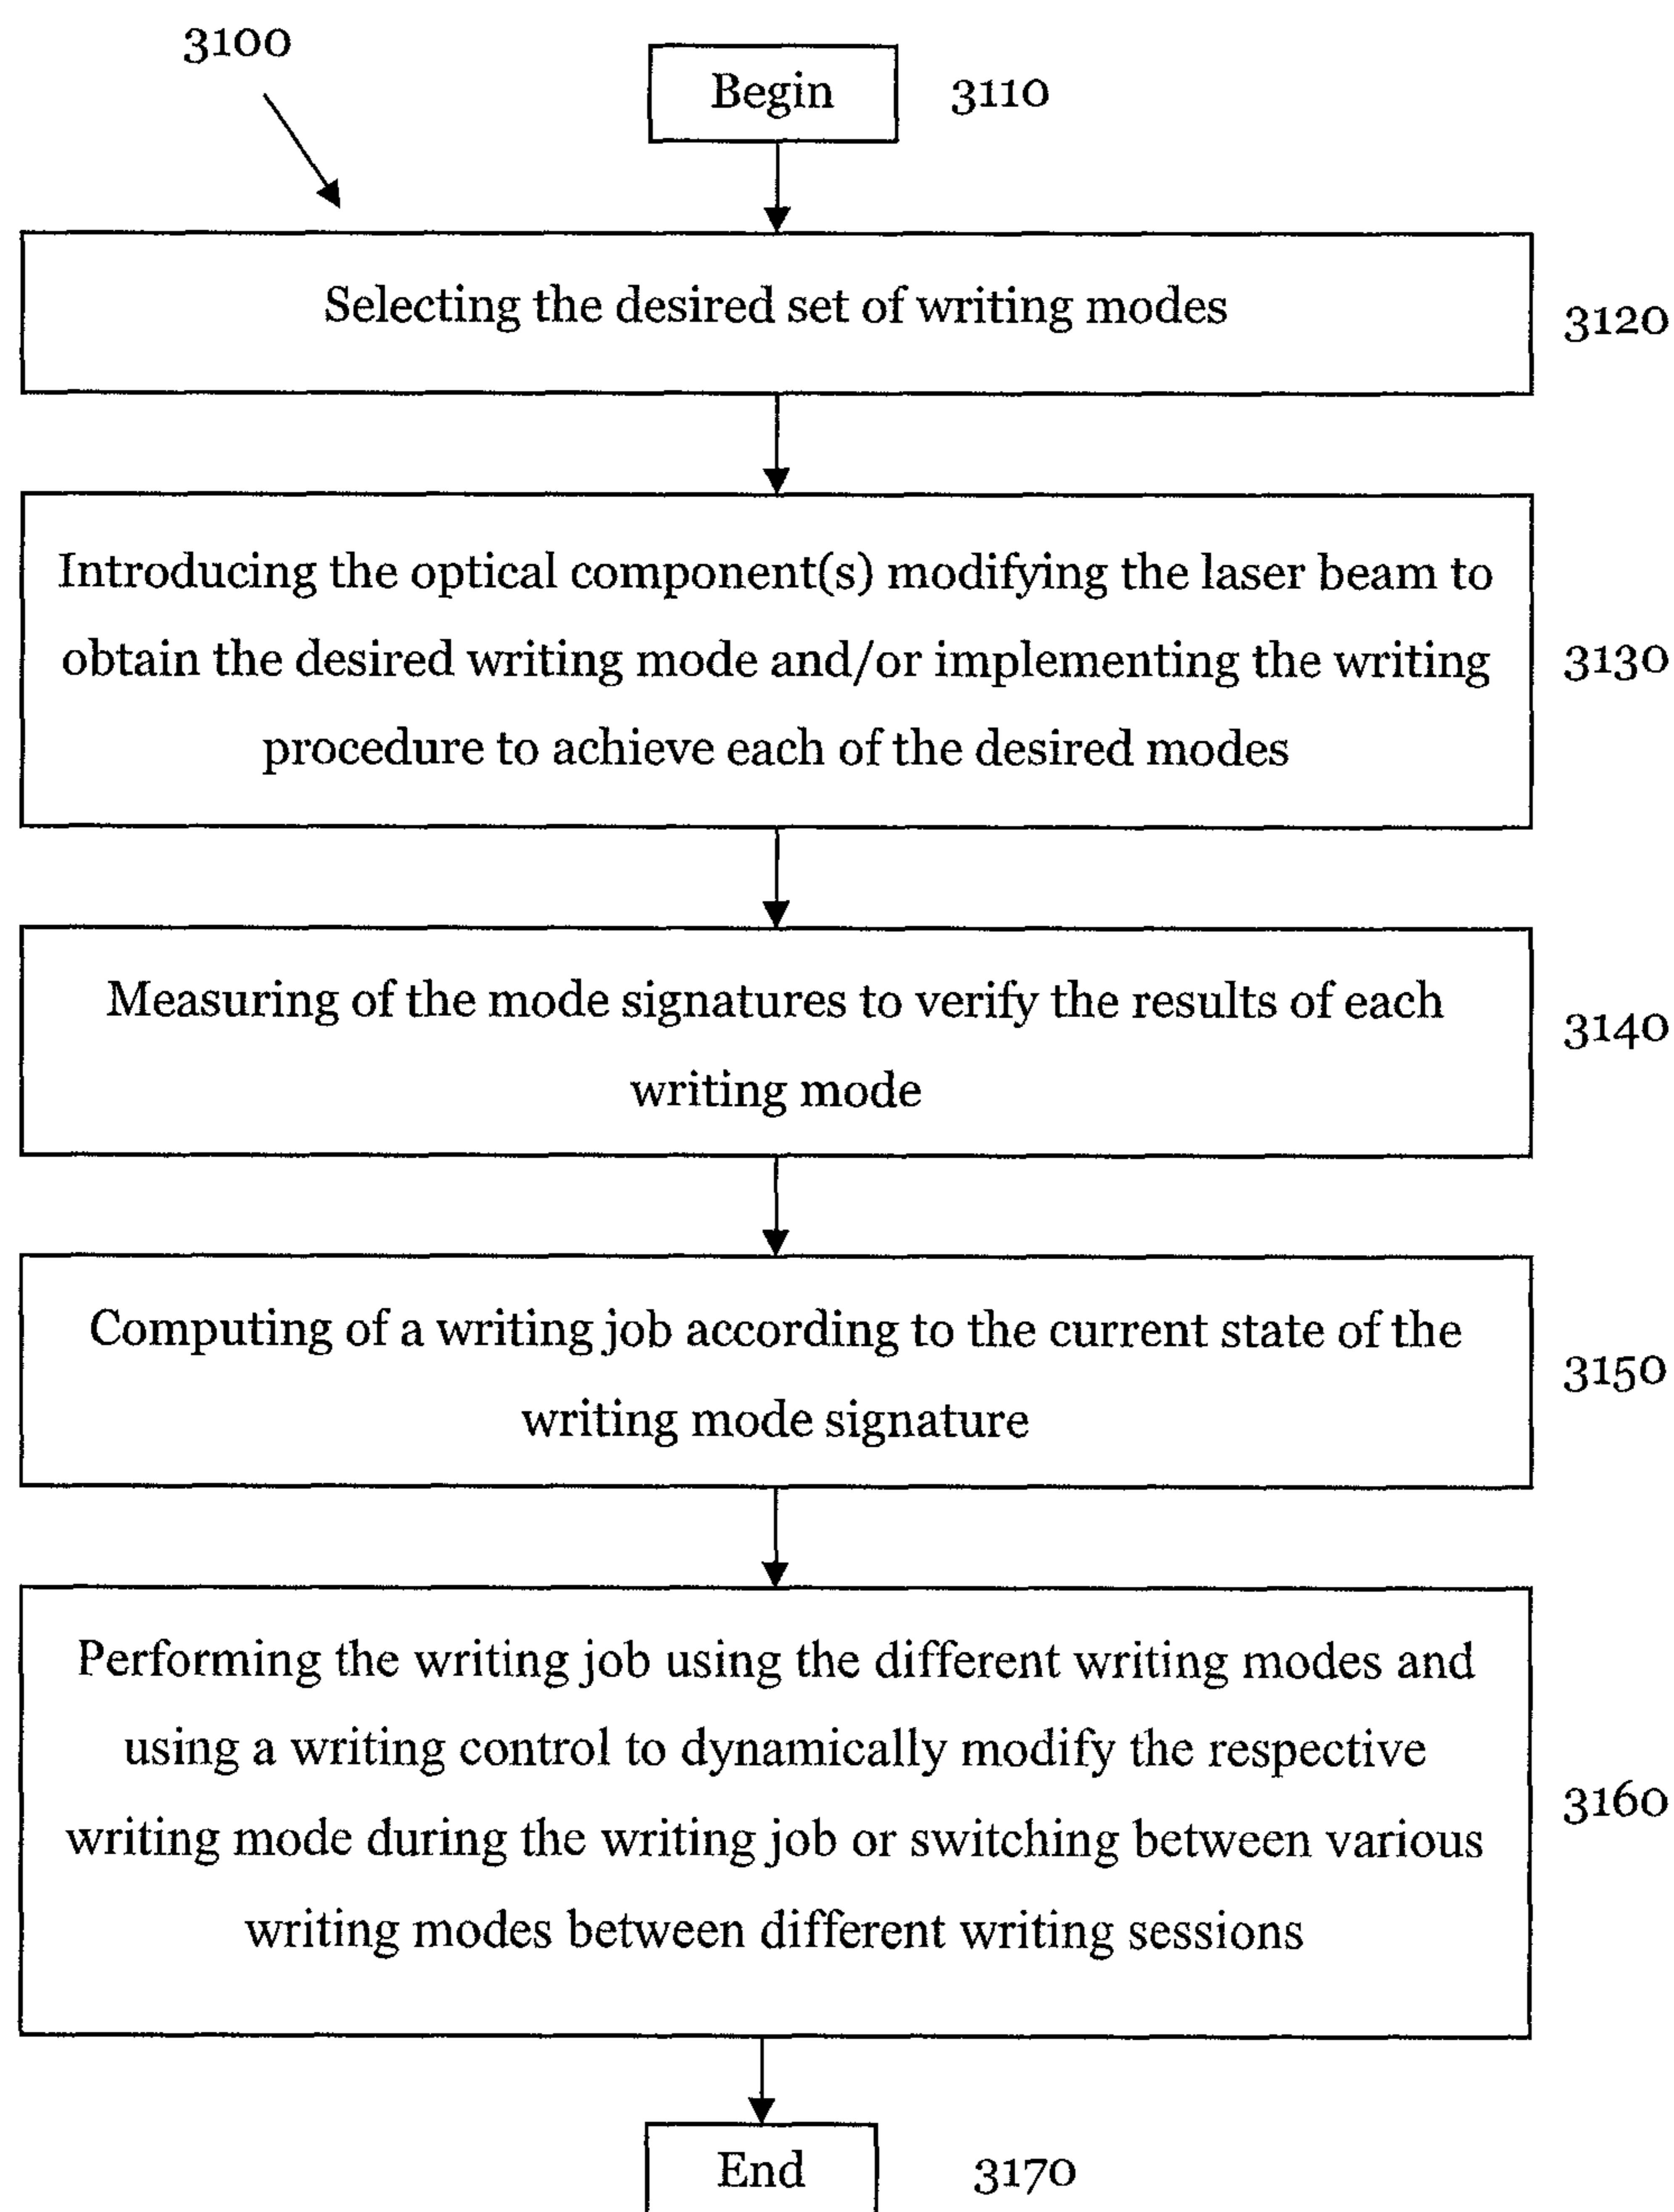 3100
Begin 3110
Selecting the desired set of writing modes
3120
Introducing the optical component(s) modifying the laser beam to
obtain the desired writing mode and/or implementing the writing
procedure to achieve each of the desired modes
3130
Measuring of the mode signatures to verify the results of each
writing mode
3140
Computing of a writing job according to the current state of the
writing mode signature
3150
Performing the writing job using the different writing modes and
using a writing control to dynamically modify the respective
writing mode during the writing job or switching between various
writing modes between different writing sessions
3160
End 3170